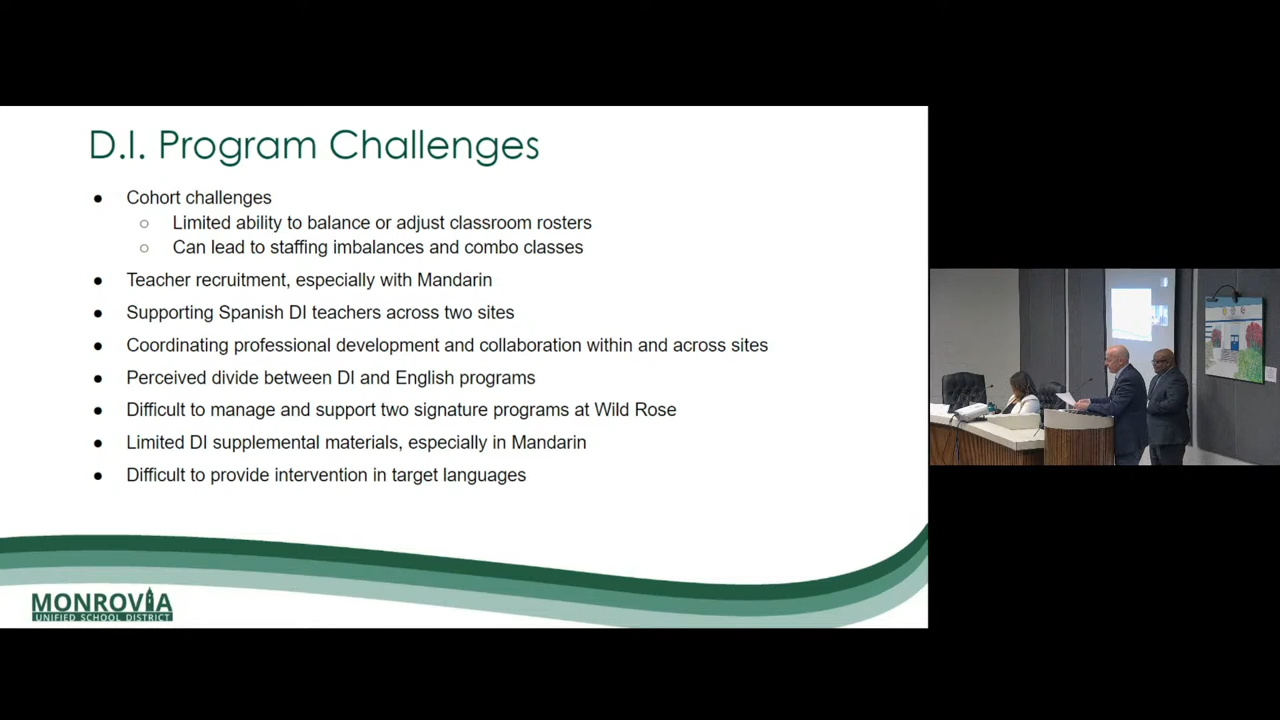 D.I. Program Challenges
● Cohort challenges
○ Limited ability to balance or adjust classroom rosters
○ Can lead to staffing imbalances and combo classes
● Teacher recruitment, especially with Mandarin
● Supporting Spanish DI teachers across two sites
● Coordinating professional development and collaboration within and across sites
● Perceived divide between DI and English programs
● Difficult to manage and support two signature programs at Wild Rose
● Limited DI supplemental materials, especially in Mandarin
● Difficult to provide intervention in target languages
MONROVIA
UNIFIED SCHOOL DISTRICT